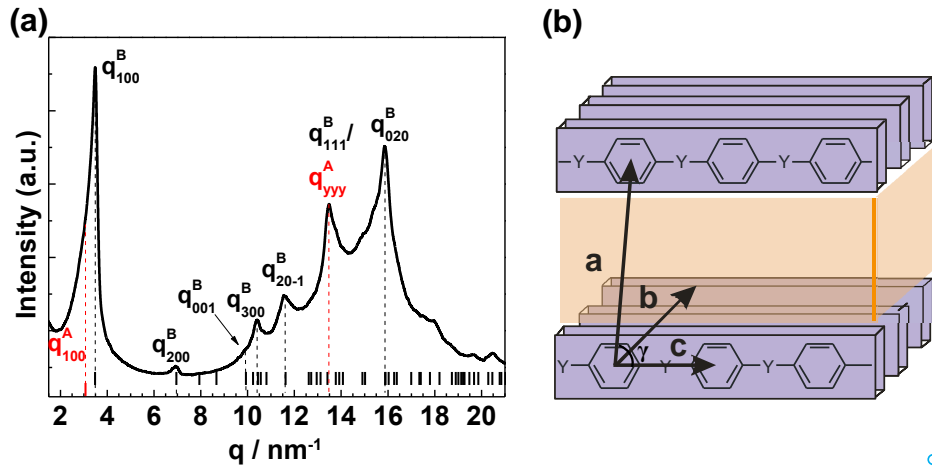 (a)
q^B_100
q^B_111/
q^A_yyy
q^B_020
q^B_001
q^B_300
q^B_20-1
q^A_100
q^B_200
Intensity (a.u.)
2 4 6 8 10 12 14 16 18 20
q / nm^-1
(b)
Y Y Y
a
b
γ
c
Y Y Y